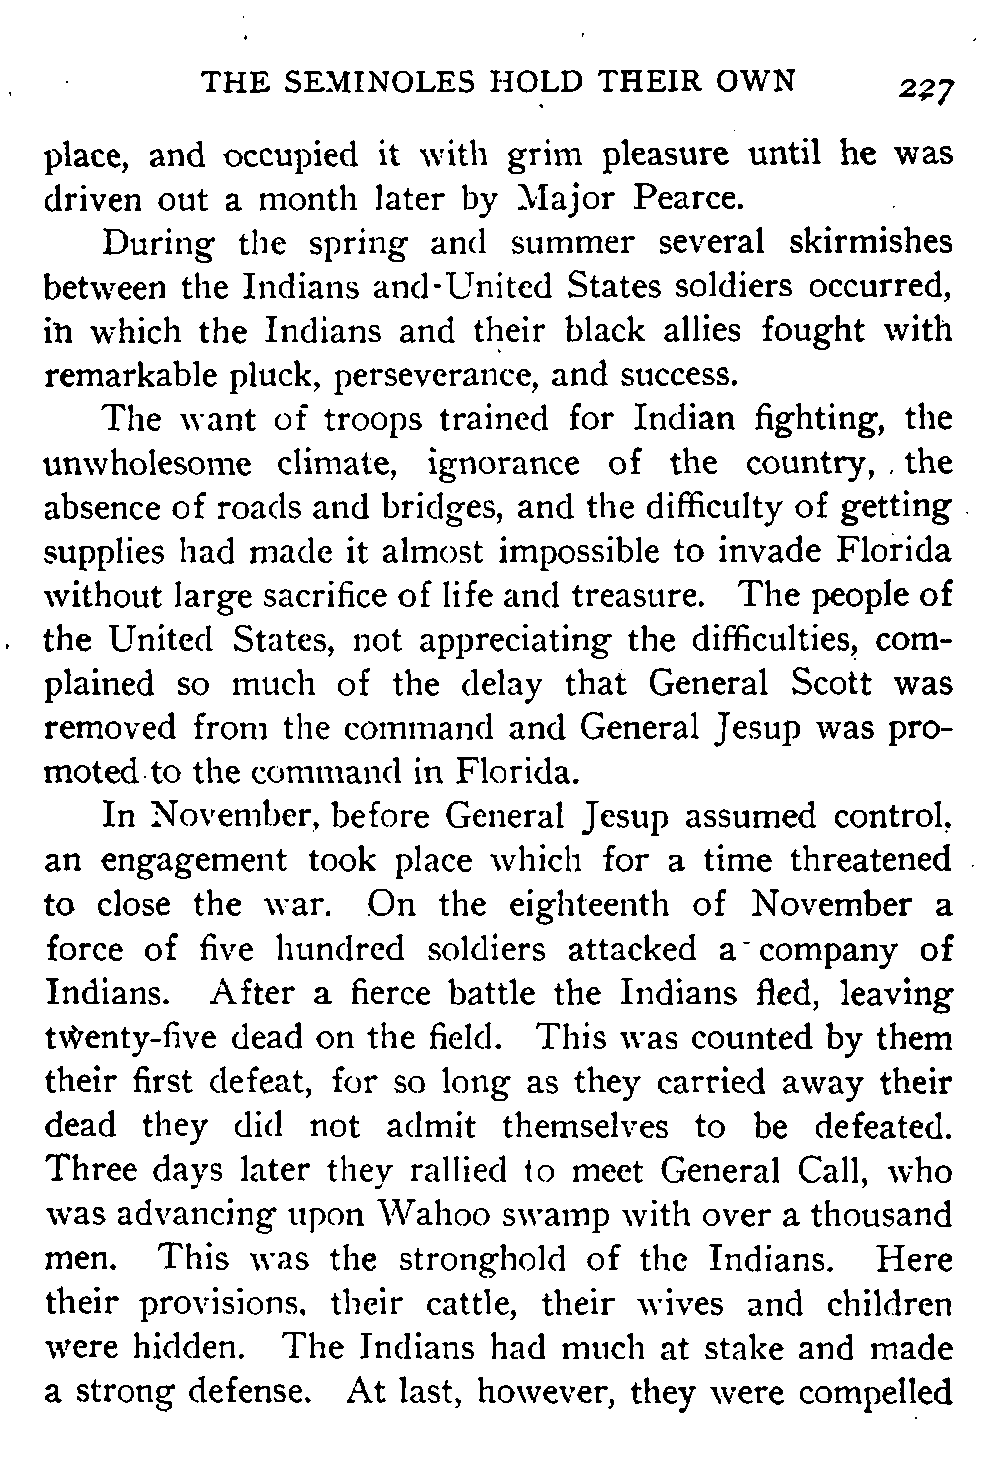 THE SEMINOLES HOLD THEIR OWN 227
place, and occupied it with grim pleasure until he was
driven out a month later by Major Pearce.
During the spring and summer several skirmishes
between the Indians and United States soldiers occurred,
in which the Indians and their black allies fought with
remarkable pluck, perseverance, and success.
The want of troops trained for Indian fighting, the
unwholesome climate, ignorance of the country, the
absence of roads and bridges, and the difficulty of getting
supplies had made it almost impossible to invade Florida
without large sacrifice of life and treasure. The people of
the United States, not appreciating the difficulties, com-
plained so much of the delay that General Scott was
removed from the command and General Jesup was pro-
moted to the command in Florida.
In November, before General Jesup assumed control,
an engagement took place which for a time threatened
to close the war. On the eighteenth of November a
force of five hundred soldiers attacked a company of
Indians. After a fierce battle the Indians fled, leaving
twenty-five dead on the field. This was counted by them
their first defeat, for so long as they carried away their
dead they did not admit themselves to be defeated.
Three days later they rallied to meet General Call, who
was advancing upon Wahoo swamp with over a thousand
men. This was the stronghold of the Indians. Here
their provisions, their cattle, their wives and children
were hidden. The Indians had much at stake and made
a strong defense. At last, however, they were compelled